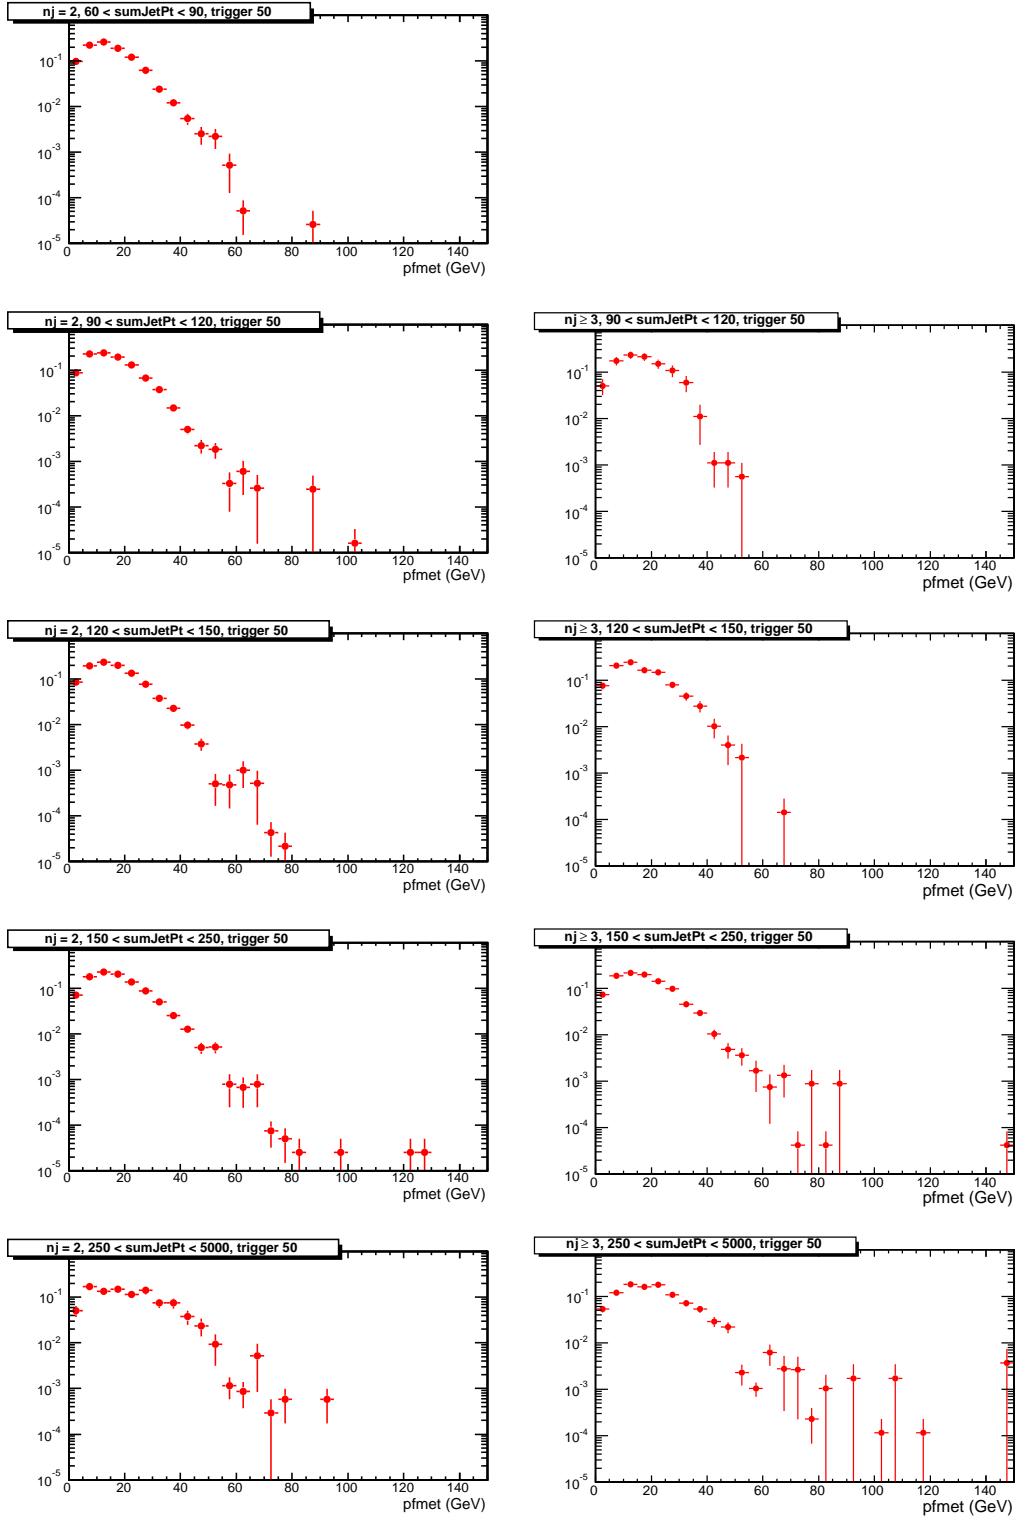 nj = 2, 60 < sumJetPt < 90, trigger 50
10^-1
10^-2
10^-3
10^-4
10^-5
0 20 40 60 80 100 120 140
pfmet (GeV)
nj = 2, 90 < sumJetPt < 120, trigger 50
10^-1
10^-2
10^-3
10^-4
10^-5
0 20 40 60 80 100 120 140
pfmet (GeV)
nj ≥ 3, 90 < sumJetPt < 120, trigger 50
10^-1
10^-2
10^-3
10^-4
10^-5
0 20 40 60 80 100 120 140
pfmet (GeV)
nj = 2, 120 < sumJetPt < 150, trigger 50
10^-1
10^-2
10^-3
10^-4
10^-5
0 20 40 60 80 100 120 140
pfmet (GeV)
nj ≥ 3, 120 < sumJetPt < 150, trigger 50
10^-1
10^-2
10^-3
10^-4
10^-5
0 20 40 60 80 100 120 140
pfmet (GeV)
nj = 2, 150 < sumJetPt < 250, trigger 50
10^-1
10^-2
10^-3
10^-4
10^-5
0 20 40 60 80 100 120 140
pfmet (GeV)
nj ≥ 3, 150 < sumJetPt < 250, trigger 50
10^-1
10^-2
10^-3
10^-4
10^-5
0 20 40 60 80 100 120 140
pfmet (GeV)
nj = 2, 250 < sumJetPt < 5000, trigger 50
10^-1
10^-2
10^-3
10^-4
10^-5
0 20 40 60 80 100 120 140
pfmet (GeV)
nj ≥ 3, 250 < sumJetPt < 5000, trigger 50
10^-1
10^-2
10^-3
10^-4
10^-5
0 20 40 60 80 100 120 140
pfmet (GeV)